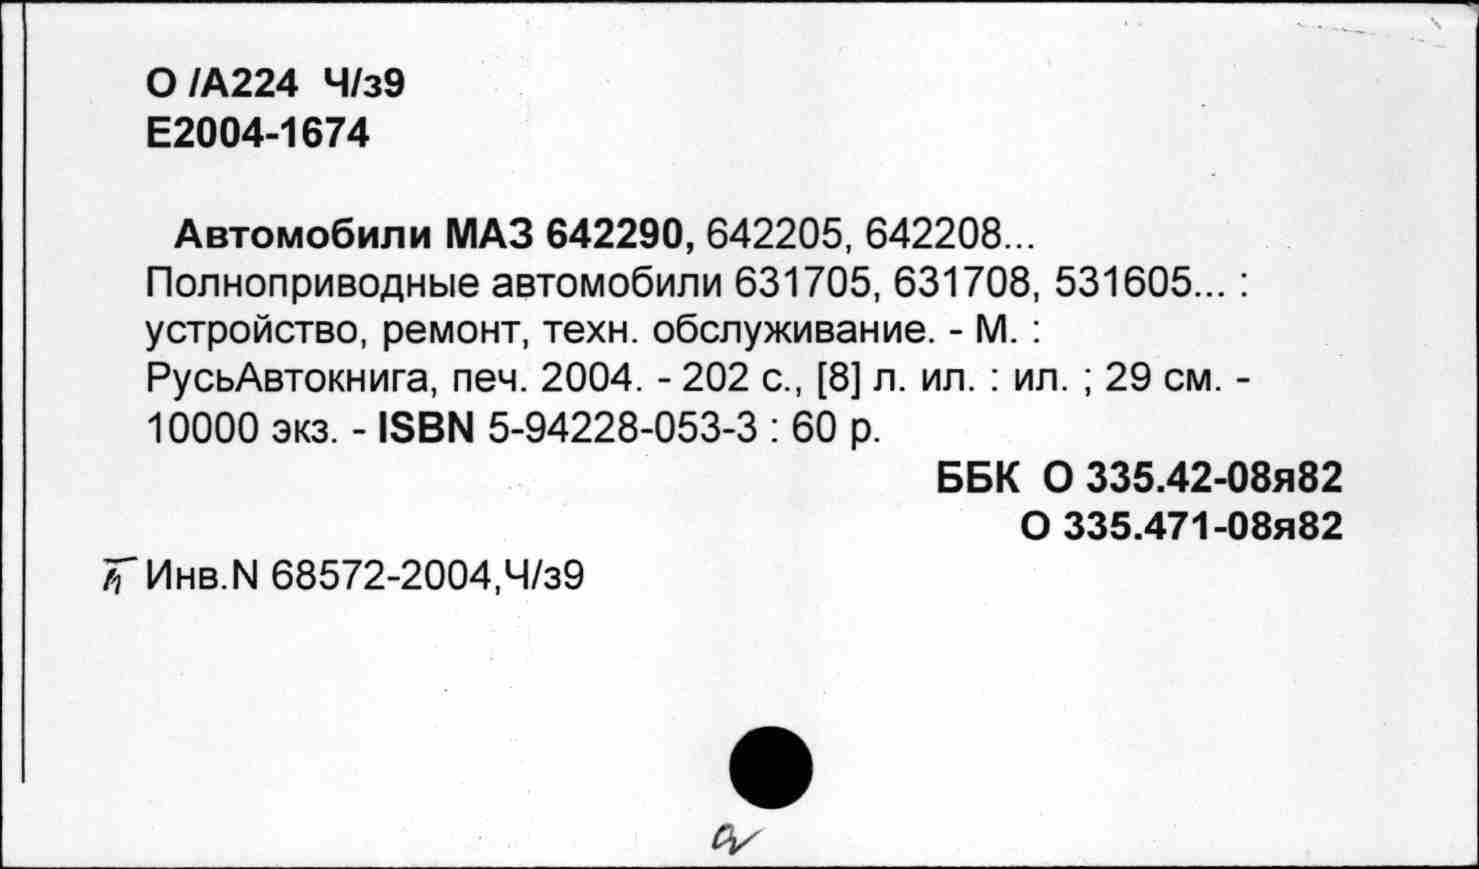 О /А224 Ч/з9
Е2004-1674
Автомобили МАЗ 642290, 642205, 642208...
Полноприводные автомобили 631705, 631708, 531605... :
устройство, ремонт, техн. обслуживание. - М. :
РусьАвтокнига, печ. 2004. - 202 с., [8] л. ил. : ил. ; 29 см. -
10000 экз. - ISBN 5-94228-053-3 : 60 р.
ББК О 335.42-08я82
О 335.471-08я82
Инв.N 68572-2004,Ч/з9